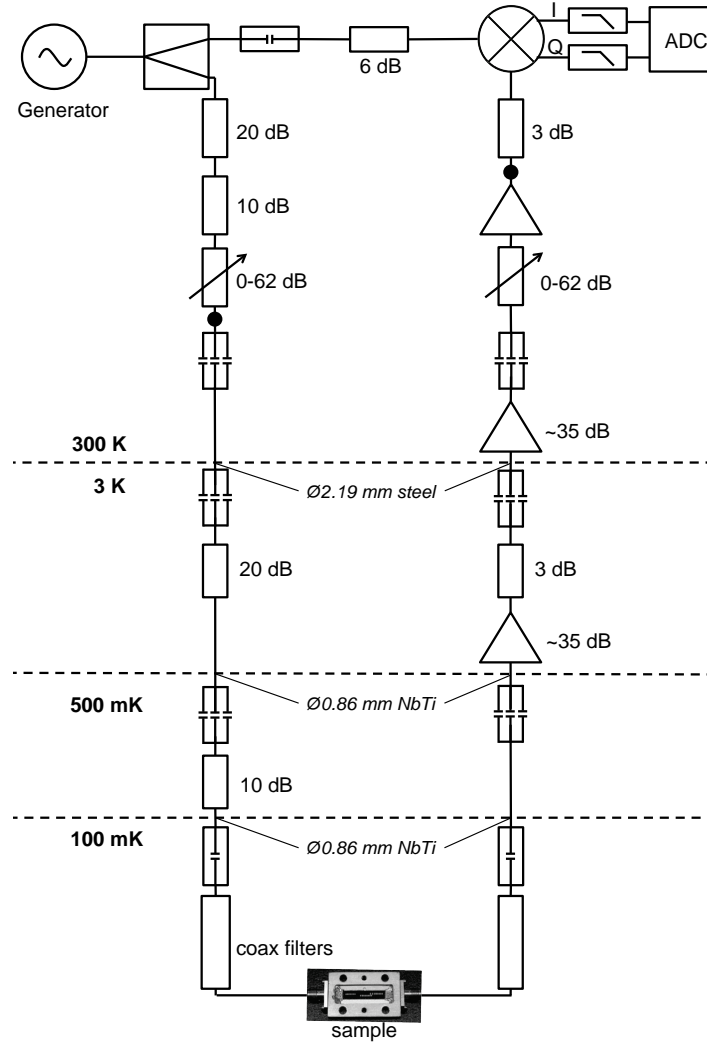 I
Q
ADC
6 dB
Generator
20 dB
3 dB
10 dB
0-62 dB
0-62 dB
~35 dB
300 K
3 K
Ø2.19 mm steel
20 dB
3 dB
~35 dB
500 mK
Ø0.86 mm NbTi
10 dB
100 mK
Ø0.86 mm NbTi
coax filters
sample